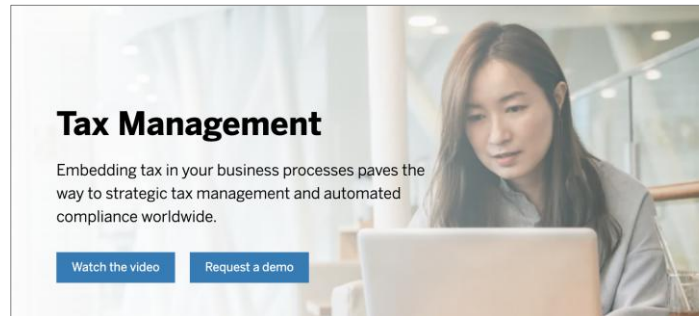 Tax Management
Embedding tax in your business processes paves the
way to strategic tax management and automated
compliance worldwide.
Watch the video
Request a demo